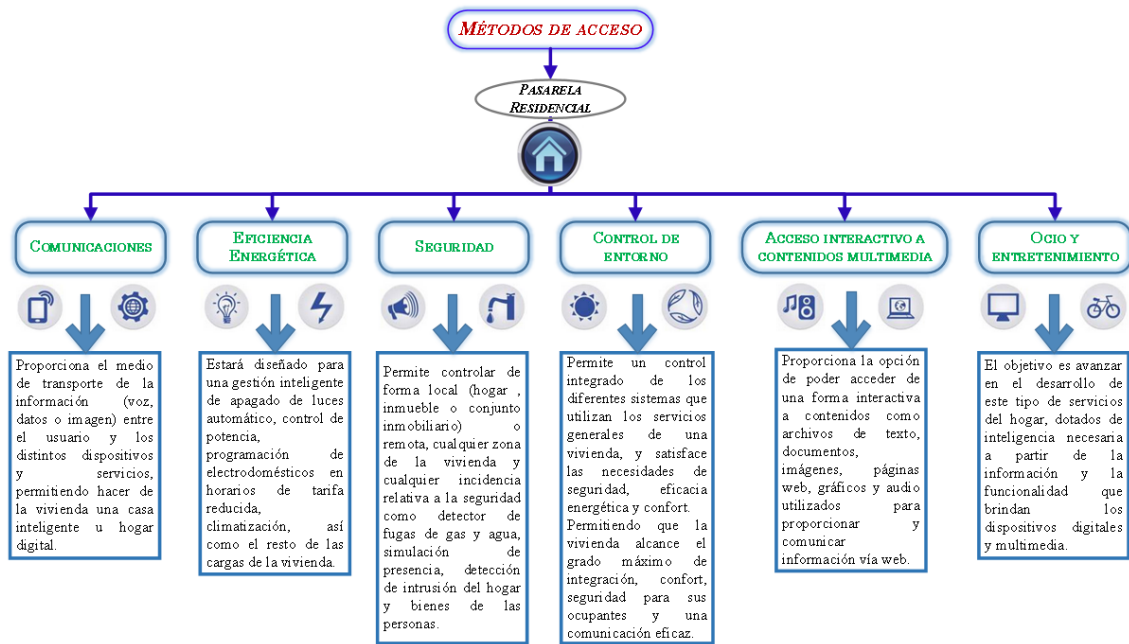 MÉTODOS DE ACCESO
PASARELA
RESIDENCIAL
COMUNICACIONES
EFICIENCIA
ENERGÉTICA
SEGURIDAD
CONTROL DE
ENTORNO
ACCESO INTERACTIVO A
CONTENIDOS MULTIMEDIA
OCIO Y
ENTRETENIMIENTO
Proporciona el medio
de transporte de la
información (voz,
datos o imagen) entre
el usuario y los
distintos dispositivos
y servicios,
permitiendo hacer de
la vivienda una casa
inteligente u hogar
digital.
Estará diseñado para
una gestión inteligente
de apagado de luces
automático, control de
potencia,
programación de
electrodomésticos en
horarios de tarifa
reducida,
climatización, así
como el resto de las
cargas de la vivienda.
Permite controlar de
forma local (hogar ,
inmueble o conjunto
inmobiliario) o
remota, cualquier zona
de la vivienda y
cualquier incidencia
relativa a la seguridad
como detector de
fugas de gas y agua,
simulación de
presencia, detección
de intrusión del hogar
y bienes de las
personas.
Permite un control
integrado de los
diferentes sistemas que
utilizan los servicios
generales de una
vivienda, y satisface
las necesidades de
seguridad, eficacia
energética y confort.
Permitiendo que la
vivienda alcance el
grado máximo de
integración, confort,
seguridad para sus
ocupantes y una
comunicación eficaz.
Proporciona la opción
de poder acceder de
una forma interactiva
a contenidos como
archivos de texto,
documentos,
imágenes, páginas
web, gráficos y audio
utilizados para
proporcionar y
comunicar
información vía web.
El objetivo es avanzar
en el desarrollo de
este tipo de servicios
del hogar, dotados de
inteligencia necesaria
a partir de la
información y la
funcionalidad que
brindan los
dispositivos digitales
y multimedia.